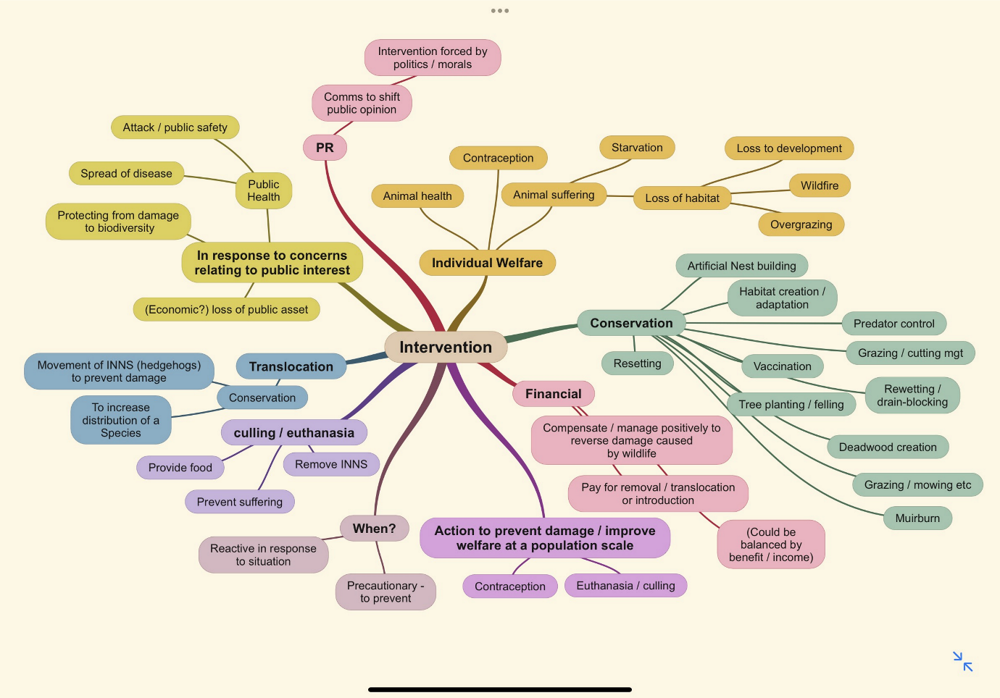 Intervention forced by
politics / morals
Comms to shift
public opinion
PR
Attack / public safety
Spread of disease
Public
Health
Protecting from damage
to biodiversity
In response to concerns
relating to public interest
(Economic?) loss of public asset
Contraception
Starvation
Loss to development
Animal health
Animal suffering
Loss of habitat
Wildfire
Overgrazing
Individual Welfare
Intervention
Conservation
Artificial Nest building
Habitat creation /
adaptation
Predator control
Grazing / cutting mgt
Resetting
Vaccination
Rewetting /
drain-blocking
Tree planting / felling
Deadwood creation
Grazing / mowing etc
Muirburn
Translocation
Movement of INNS (hedgehogs)
to prevent damage
Conservation
To increase
distribution of a
Species
culling / euthanasia
Provide food
Remove INNS
Prevent suffering
Financial
Compensate / manage positively to
reverse damage caused
by wildlife
Pay for removal / translocation
or introduction
(Could be
balanced by
benefit / income)
When?
Reactive in response
to situation
Precautionary -
to prevent
Action to prevent damage / improve
welfare at a population scale
Contraception
Euthanasia / culling